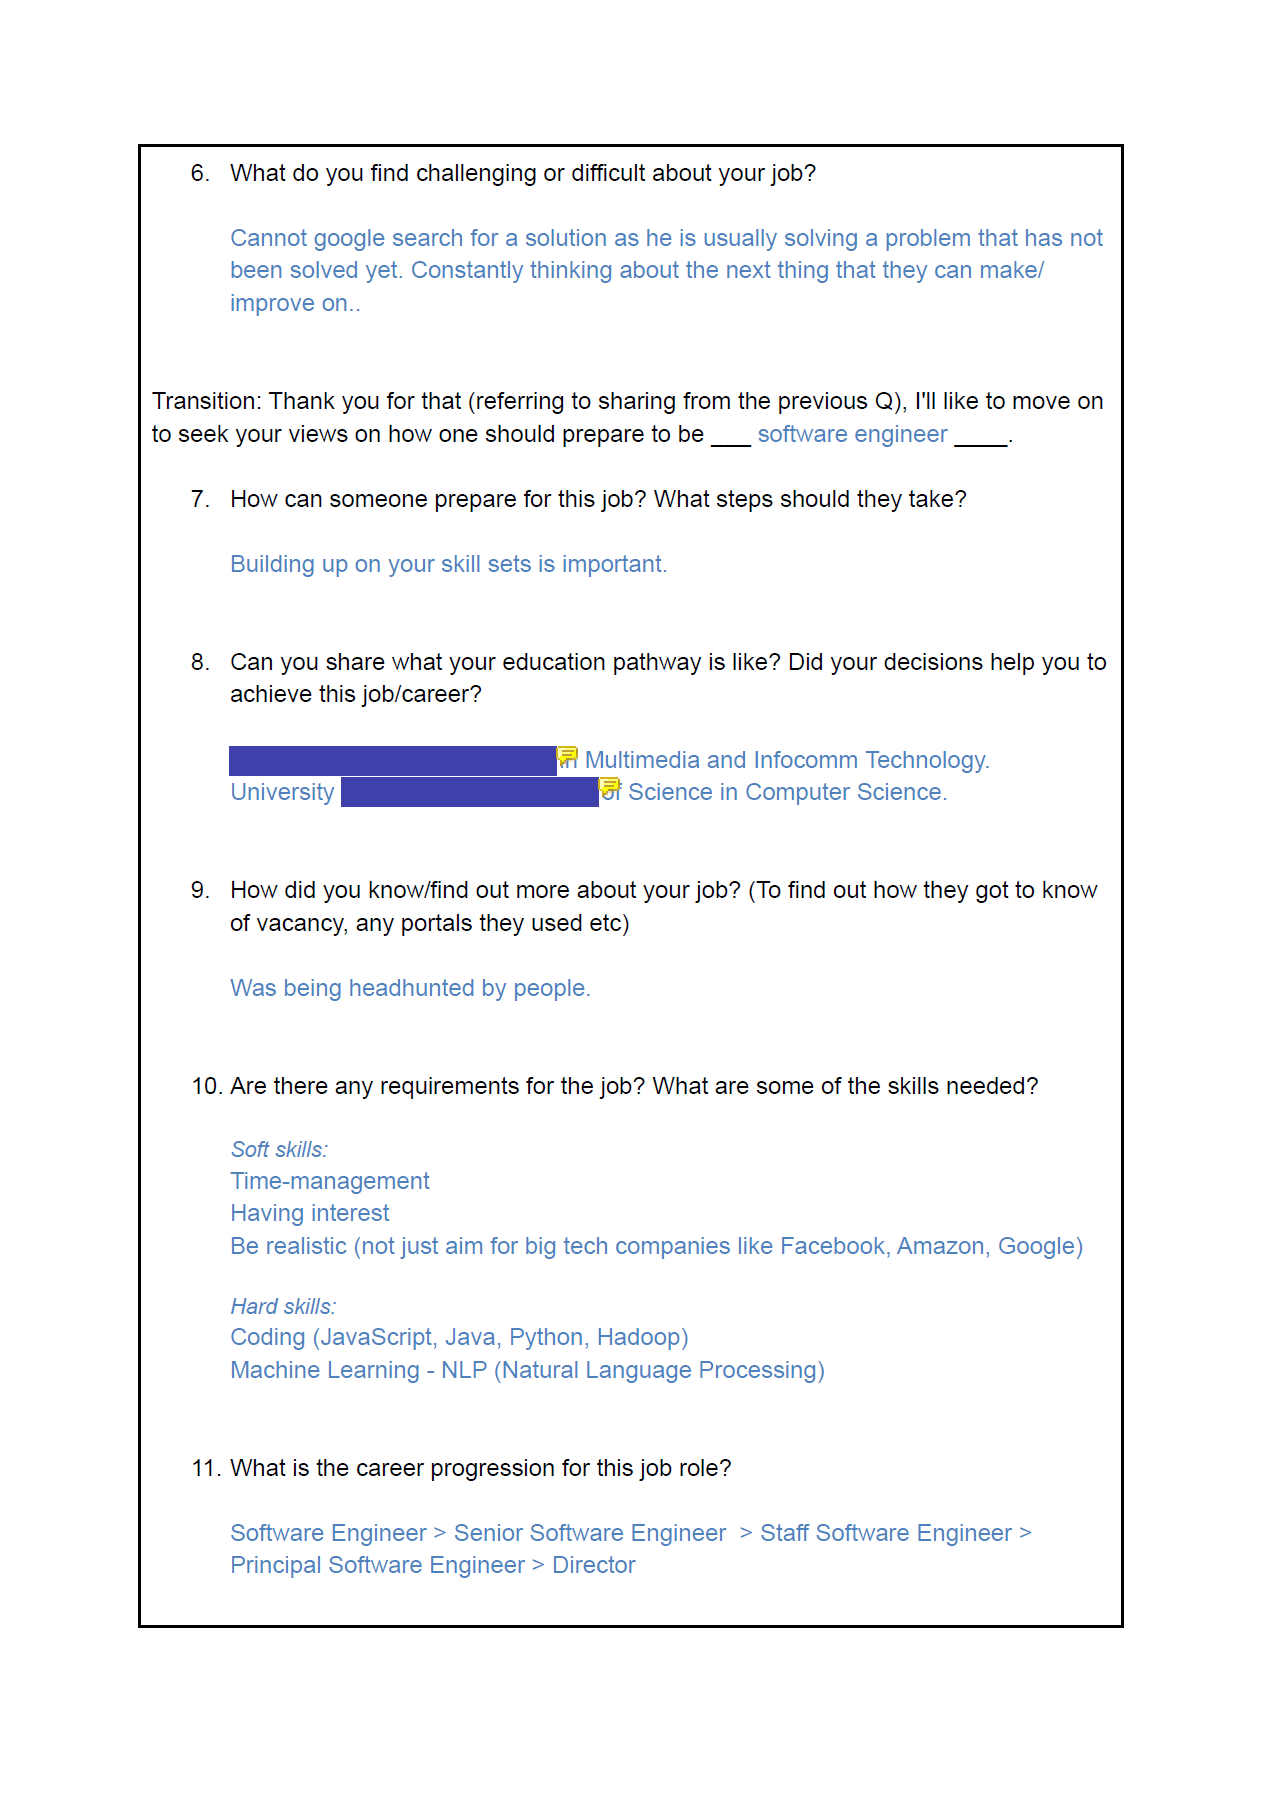 6. What do you find challenging or difficult about your job?
Cannot google search for a solution as he is usually solving a problem that has not
been solved yet. Constantly thinking about the next thing that they can make/
improve on..
Transition: Thank you for that (referring to sharing from the previous Q), I'll like to move on
to seek your views on how one should prepare to be ___ software engineer ____.
7. How can someone prepare for this job? What steps should they take?
Building up on your skill sets is important.
8. Can you share what your education pathway is like? Did your decisions help you to
achieve this job/career?
in Multimedia and Infocomm Technology.
University of Science in Computer Science.
9. How did you know/find out more about your job? (To find out how they got to know
of vacancy, any portals they used etc)
Was being headhunted by people.
10. Are there any requirements for the job? What are some of the skills needed?
Soft skills:
Time-management
Having interest
Be realistic (not just aim for big tech companies like Facebook, Amazon, Google)
Hard skills:
Coding (JavaScript, Java, Python, Hadoop)
Machine Learning - NLP (Natural Language Processing)
11. What is the career progression for this job role?
Software Engineer > Senior Software Engineer  > Staff Software Engineer >
Principal Software Engineer > Director